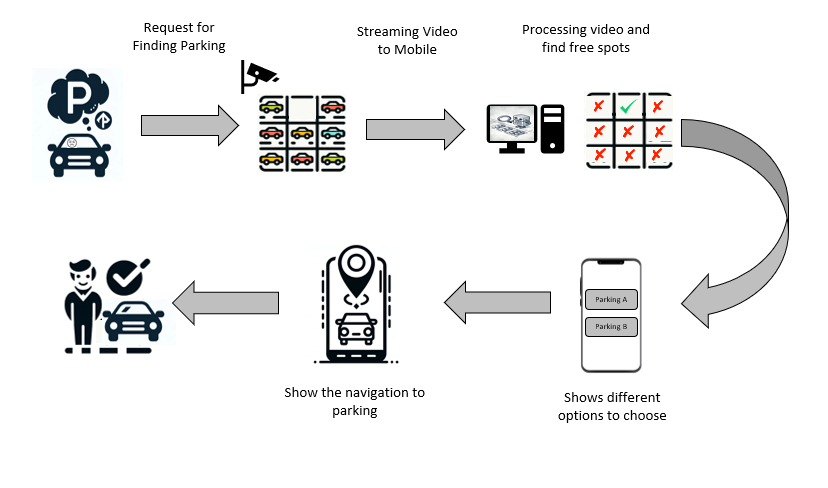 Request for
Finding Parking
Streaming Video
to Mobile
Processing video and
find free spots
P
Parking A
Parking B
Show the navigation to
parking
Shows different
options to choose